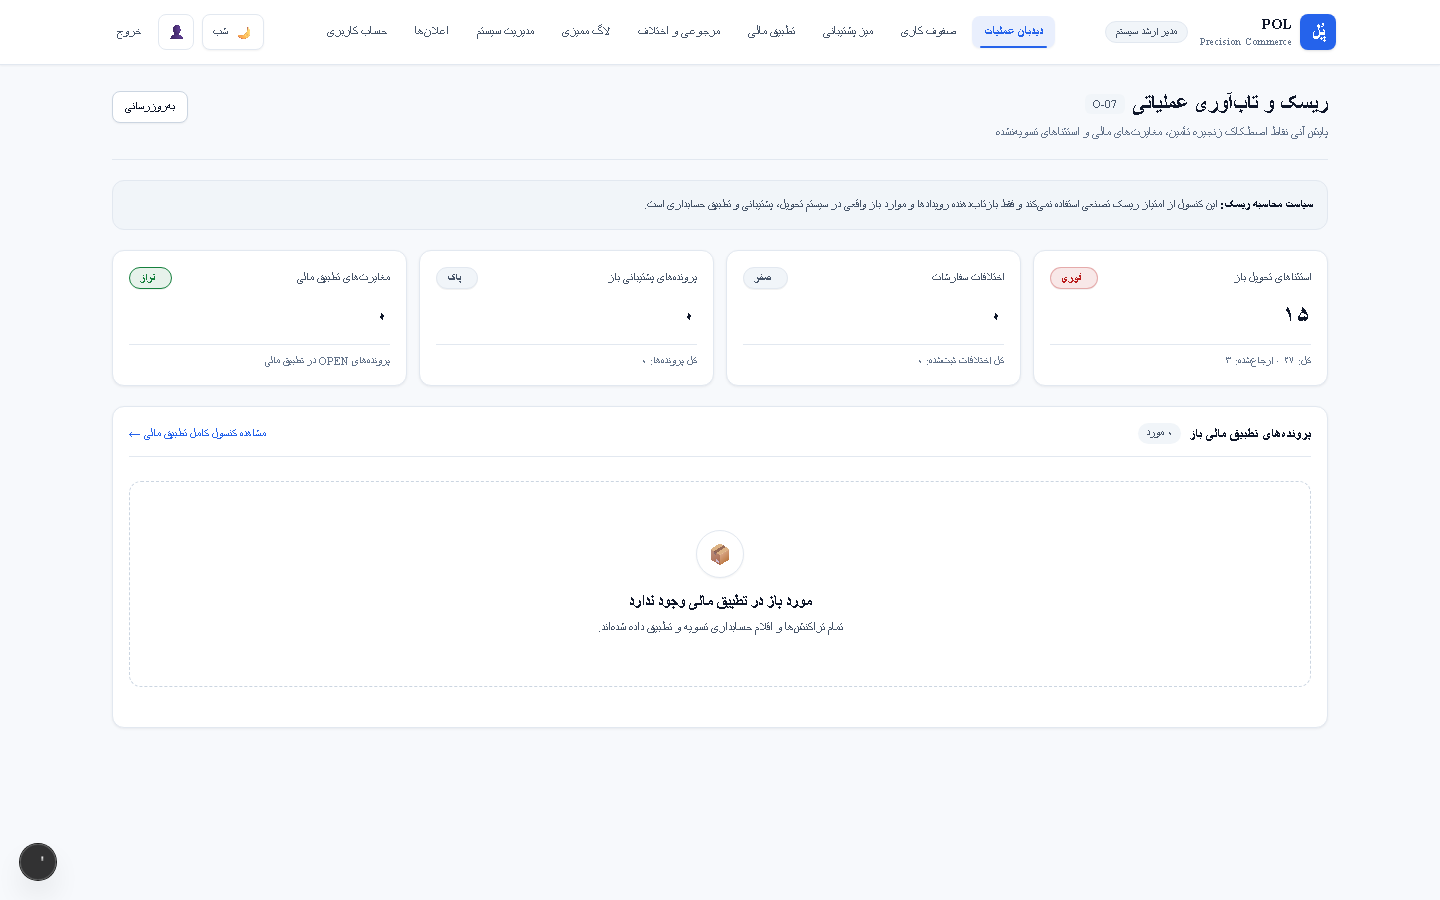 پُل
POL
Precision Commerce
مدیر ارشد سیستم
دیدبان عملیات
صفوف کاری
میز پشتیبانی
تطبیق مالی
مرجوعی و اختلاف
لاگ ممیزی
مدیریت سیستم
اعلان‌ها
حساب کاربری
شب
خروج
ریسک و تاب‌آوری عملیاتی O-07
پایش آنی نقاط اصطکاک زنجیره تأمین، مغایرت‌های مالی و استثناهای تسویه‌نشده
به‌روزرسانی
سیاست محاسبه ریسک: این کنسول از امتیاز ریسک تصنعی استفاده نمی‌کند و فقط بازتاب‌دهنده رویدادها و موارد باز واقعی در سیستم تحویل، پشتیبانی و تطبیق حسابداری است.
استثناهای تحویل باز
فوری
۱۵
کل: ۲۷ · ارجاع‌شده: ۳
اختلافات سفارشات
صفر
۰
کل اختلافات ثبت‌شده: ۰
پرونده‌های پشتیبانی باز
پاک
۰
کل پرونده‌ها: ۰
مغایرت‌های تطبیق مالی
تراز
۰
پرونده‌های OPEN در تطبیق مالی
پرونده‌های تطبیق مالی باز
۰ مورد
مشاهده کنسول کامل تطبیق مالی ←
مورد باز در تطبیق مالی وجود ندارد
تمام تراکنش‌ها و اقلام حسابداری تسویه و تطبیق داده شده‌اند.